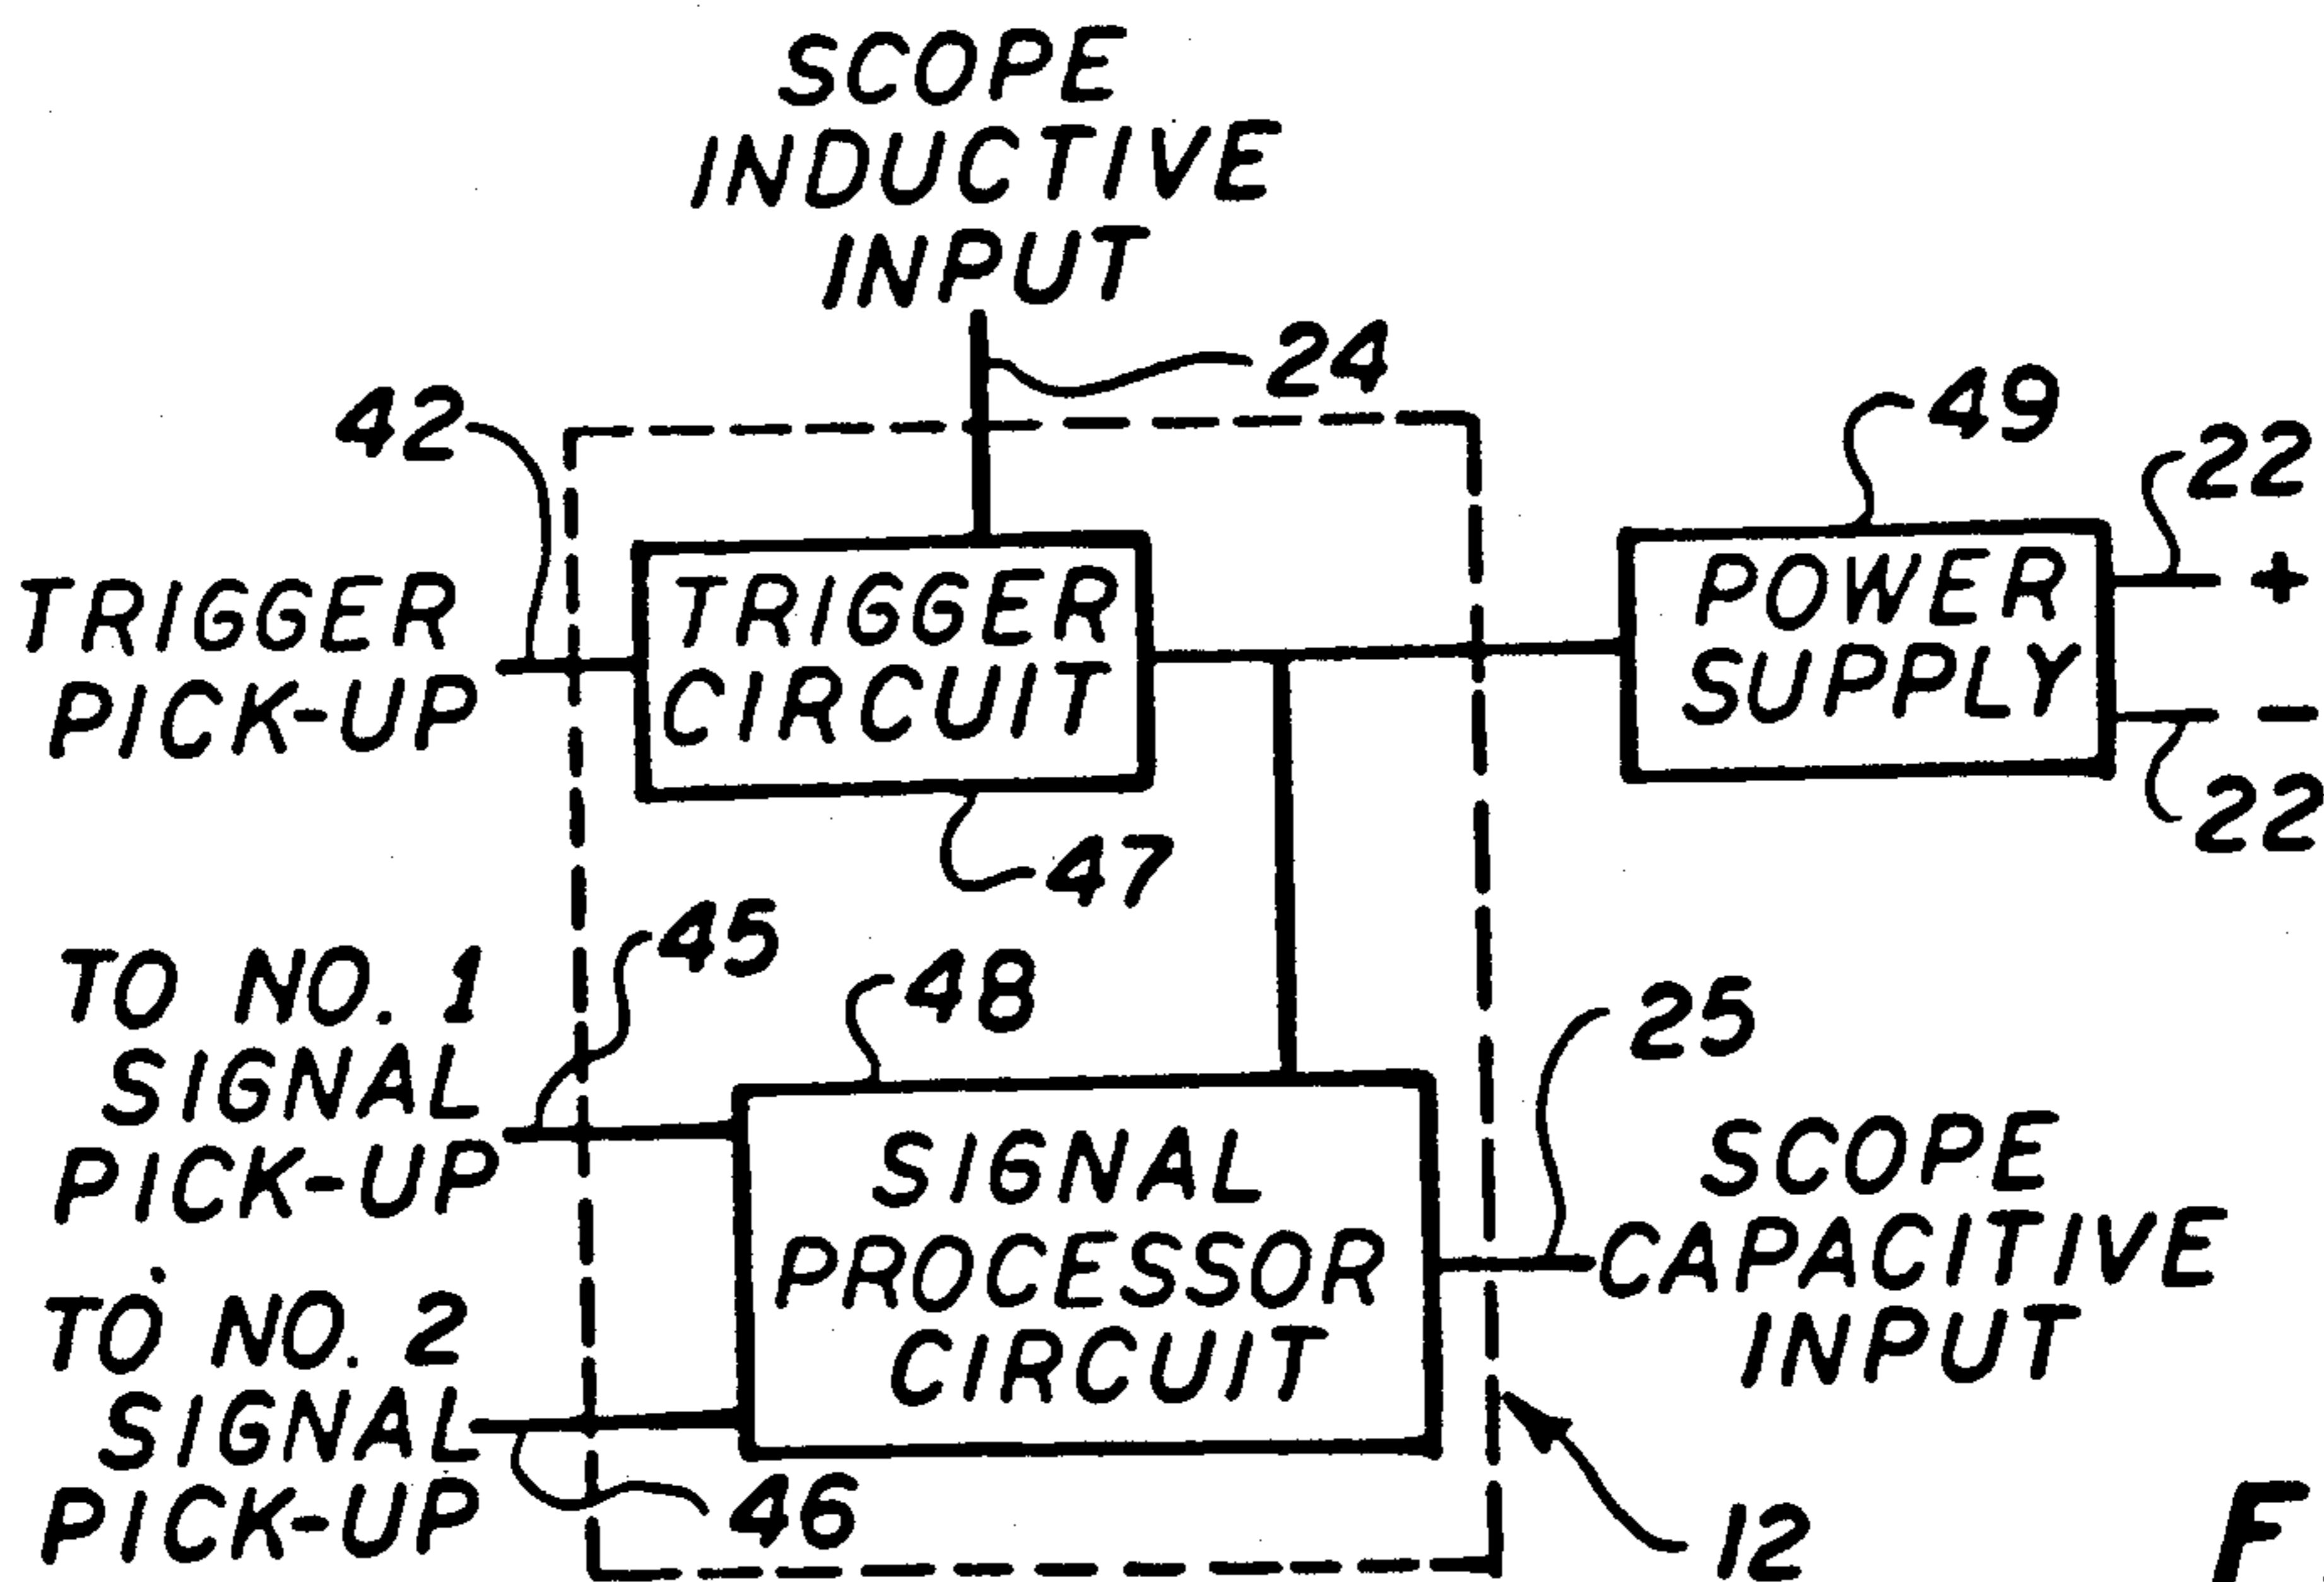 SCOPE
INDUCTIVE
INPUT
24
42
49
22
TRIGGER
PICK-UP
TRIGGER
CIRCUIT
POWER
SUPPLY
+
-
22
47
45
48
TO NO. 1
SIGNAL
PICK-UP
25
SIGNAL
PROCESSOR
CIRCUIT
SCOPE
CAPACITIVE
INPUT
TO NO. 2
SIGNAL
PICK-UP
46
12
F